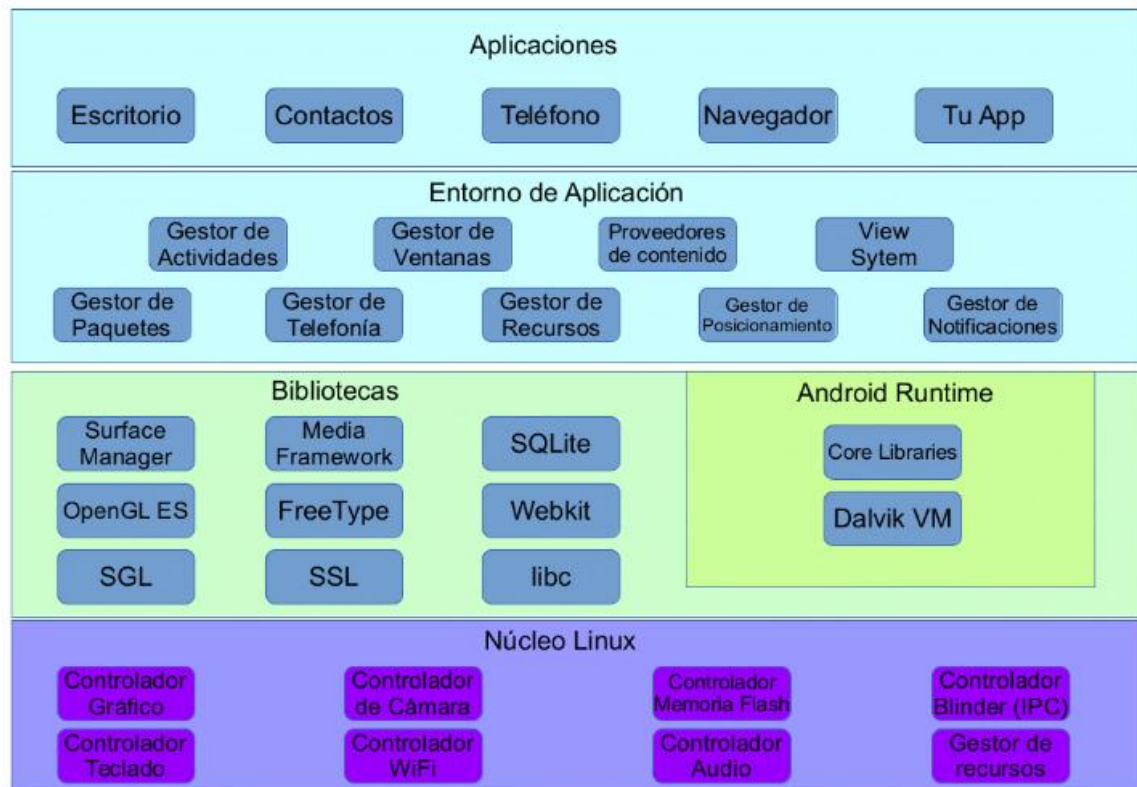 Aplicaciones
Escritorio
Contactos
Teléfono
Navegador
Tu App
Entorno de Aplicación
Gestor de
Actividades
Gestor de
Ventanas
Proveedores
de contenido
View
Sytem
Gestor de
Paquetes
Gestor de
Telefonía
Gestor de
Recursos
Gestor de
Posicionamiento
Gestor de
Notificaciones
Bibliotecas
Surface
Manager
Media
Framework
SQLite
OpenGL ES
FreeType
Webkit
SGL
SSL
libc
Android Runtime
Core Libraries
Dalvik VM
Núcleo Linux
Controlador
Gráfico
Controlador
de Câmara
Controlador
Memoria Flash
Controlador
Blinder (IPC)
Controlador
Teclado
Controlador
WiFi
Controlador
Audio
Gestor de
recursos